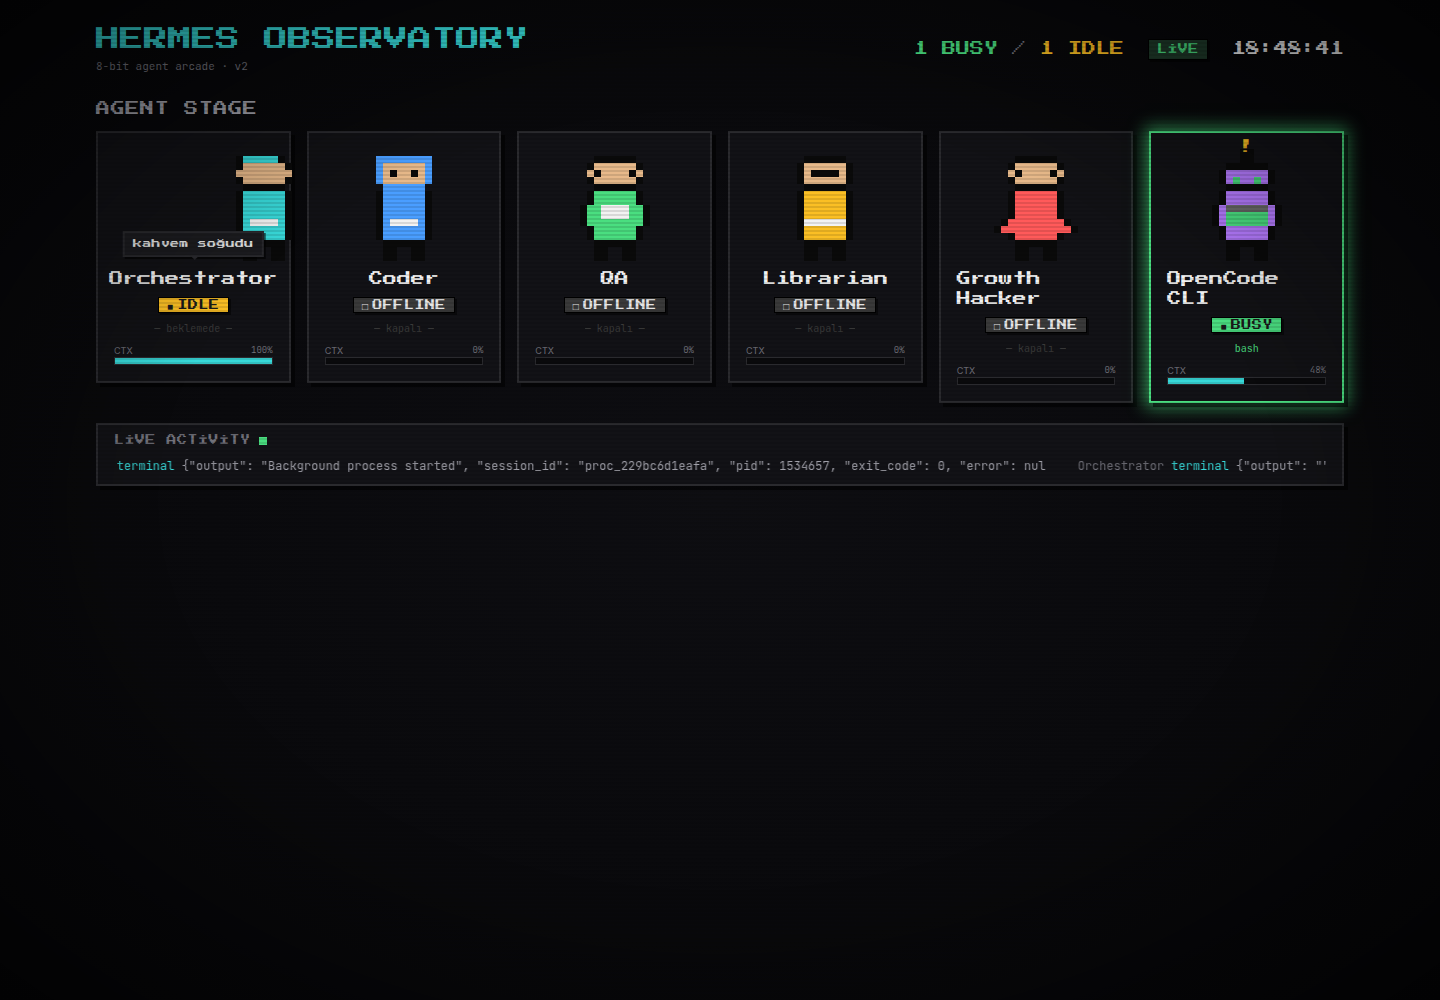 HERMES OBSERVATORY
8-bit agent arcade · v2
1 BUSY / 1 IDLE LiVE 18:48:41
AGENT STAGE
!
kahvem soğudu
Orchestrator
IDLE
— beklemede —
CTX 100%
Coder
OFFLINE
— kapalı —
CTX 0%
QA
OFFLINE
— kapalı —
CTX 0%
Librarian
OFFLINE
— kapalı —
CTX 0%
Growth
Hacker
OFFLINE
— kapalı —
CTX 0%
OpenCode
CLI
BUSY
bash
CTX 48%
LiVE ACTiViTY
terminal {"output": "Background process started", "session_id": "proc_229bc6d1eafa", "pid": 1534657, "exit_code": 0, "error": nul Orchestrator terminal {"output": "